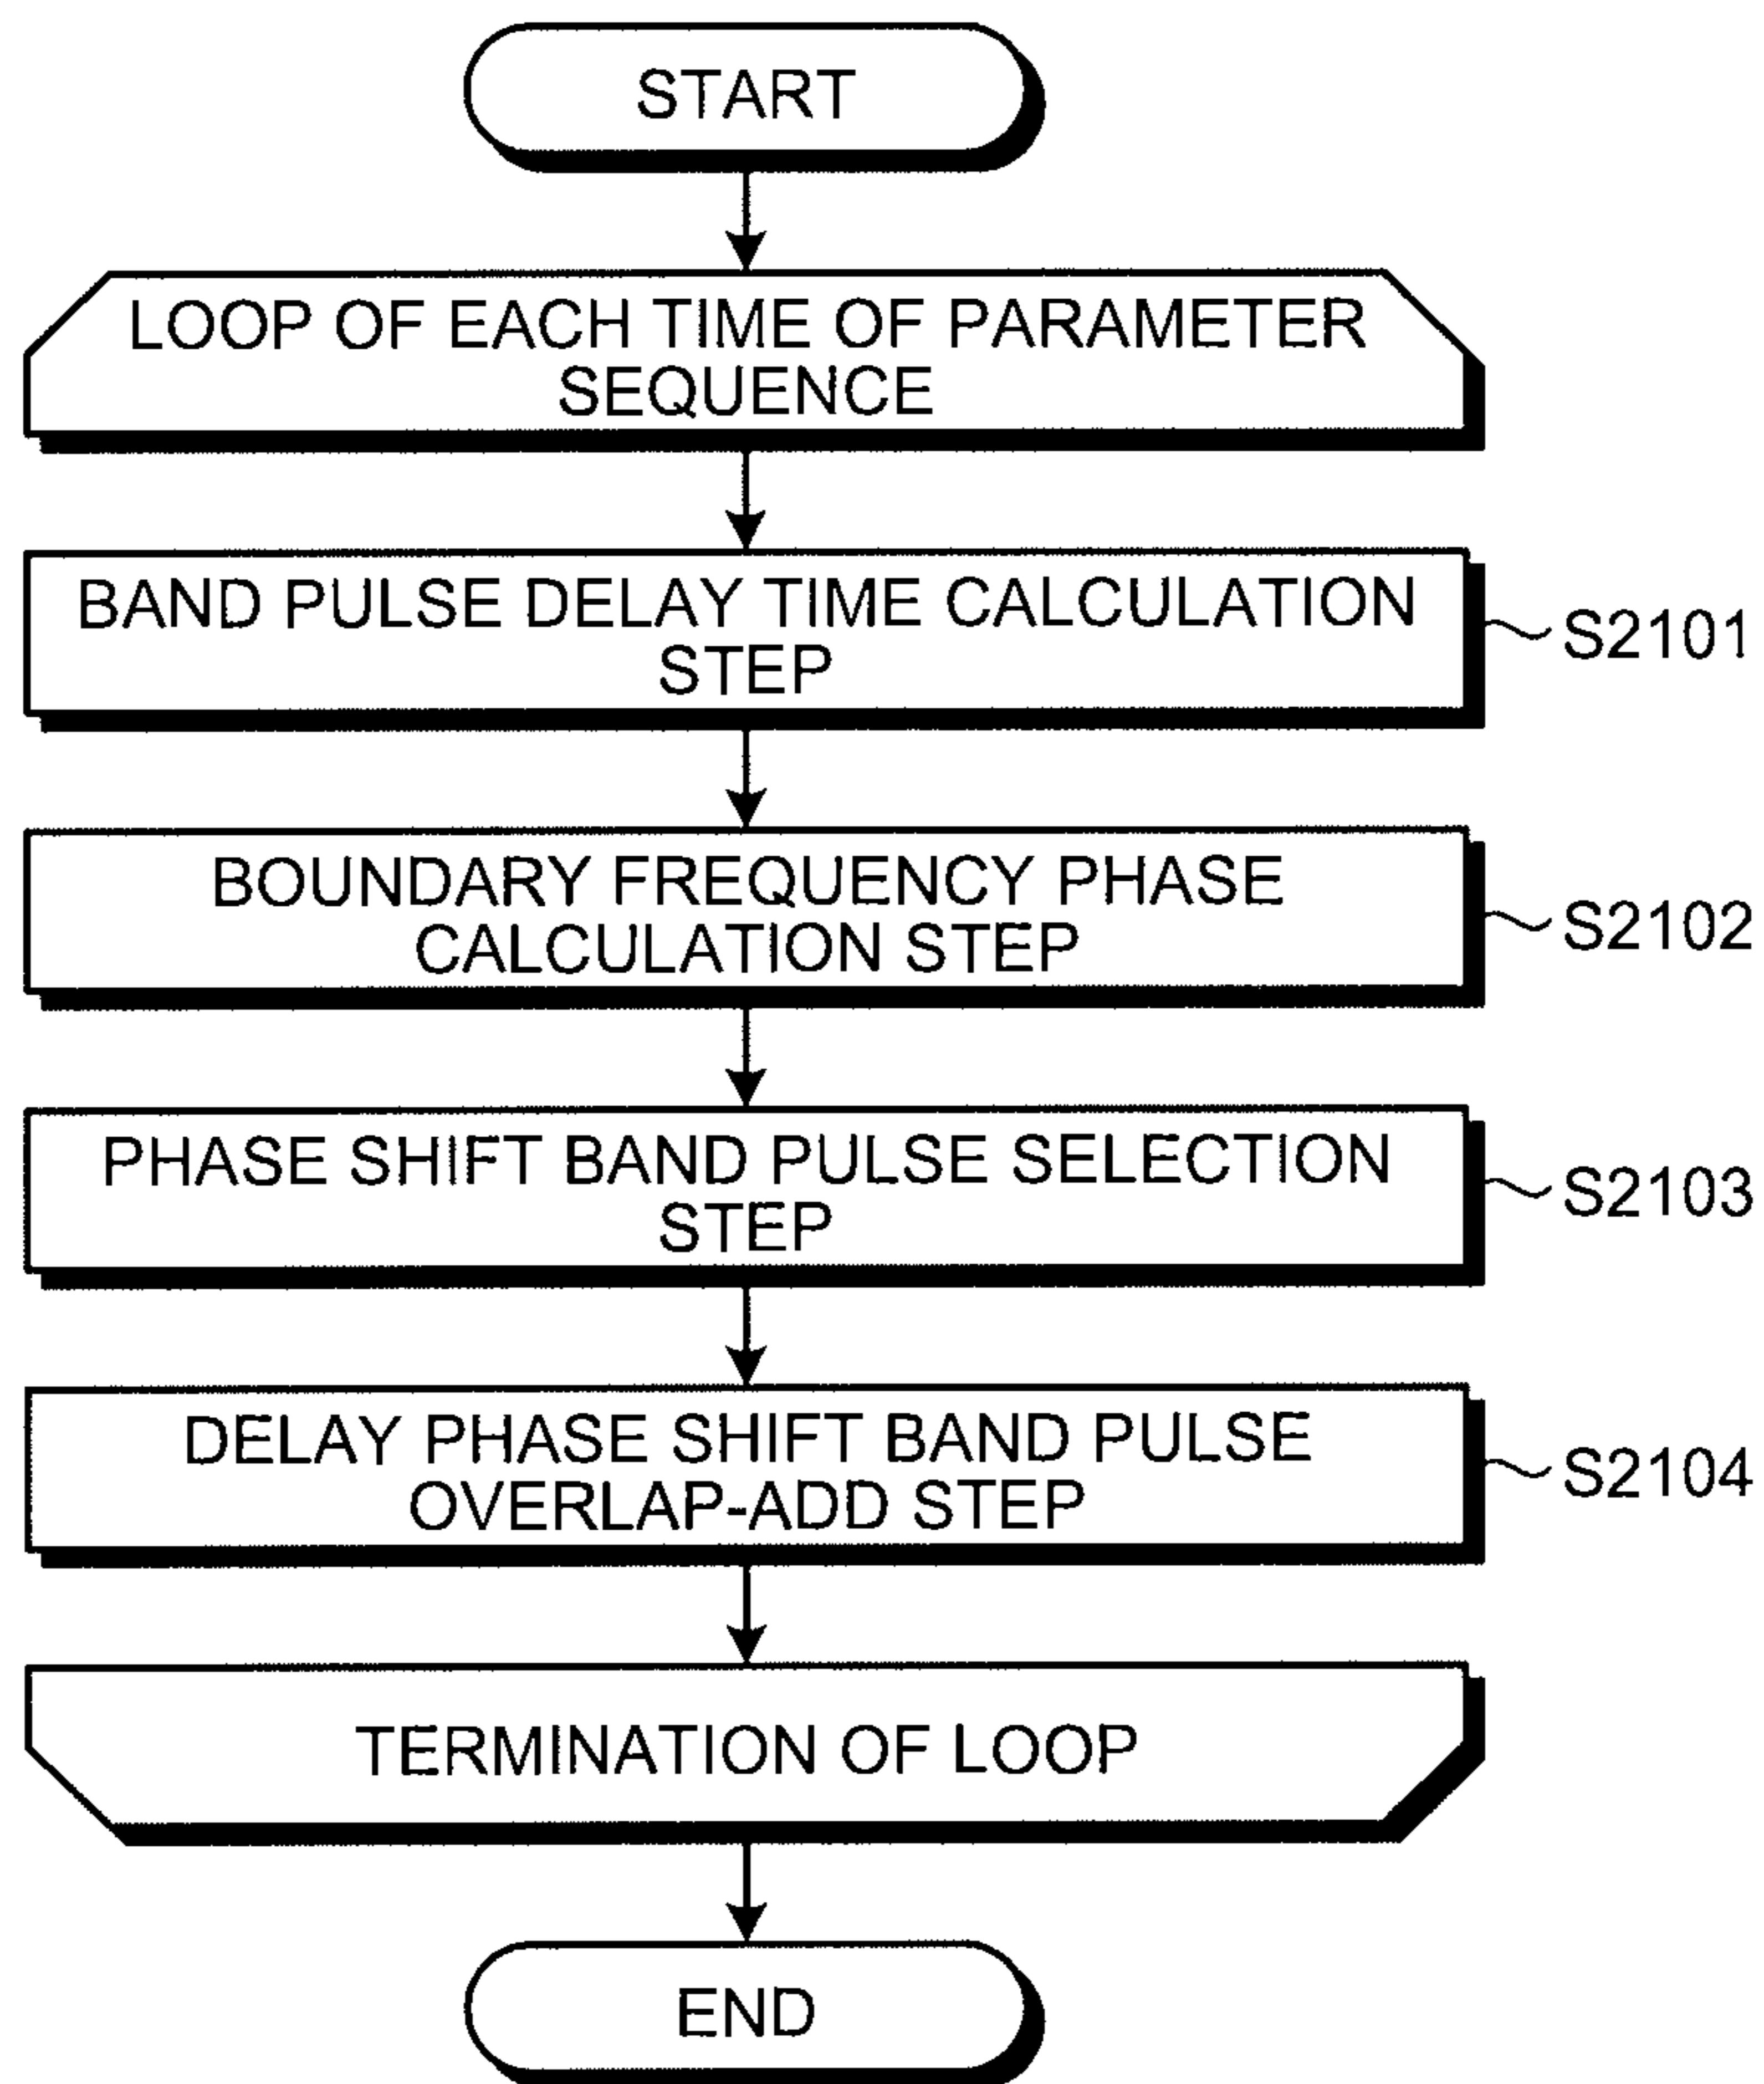 START
LOOP OF EACH TIME OF PARAMETER
SEQUENCE
BAND PULSE DELAY TIME CALCULATION
STEP
S2101
BOUNDARY FREQUENCY PHASE
CALCULATION STEP
S2102
PHASE SHIFT BAND PULSE SELECTION
STEP
S2103
DELAY PHASE SHIFT BAND PULSE
OVERLAP-ADD STEP
S2104
TERMINATION OF LOOP
END